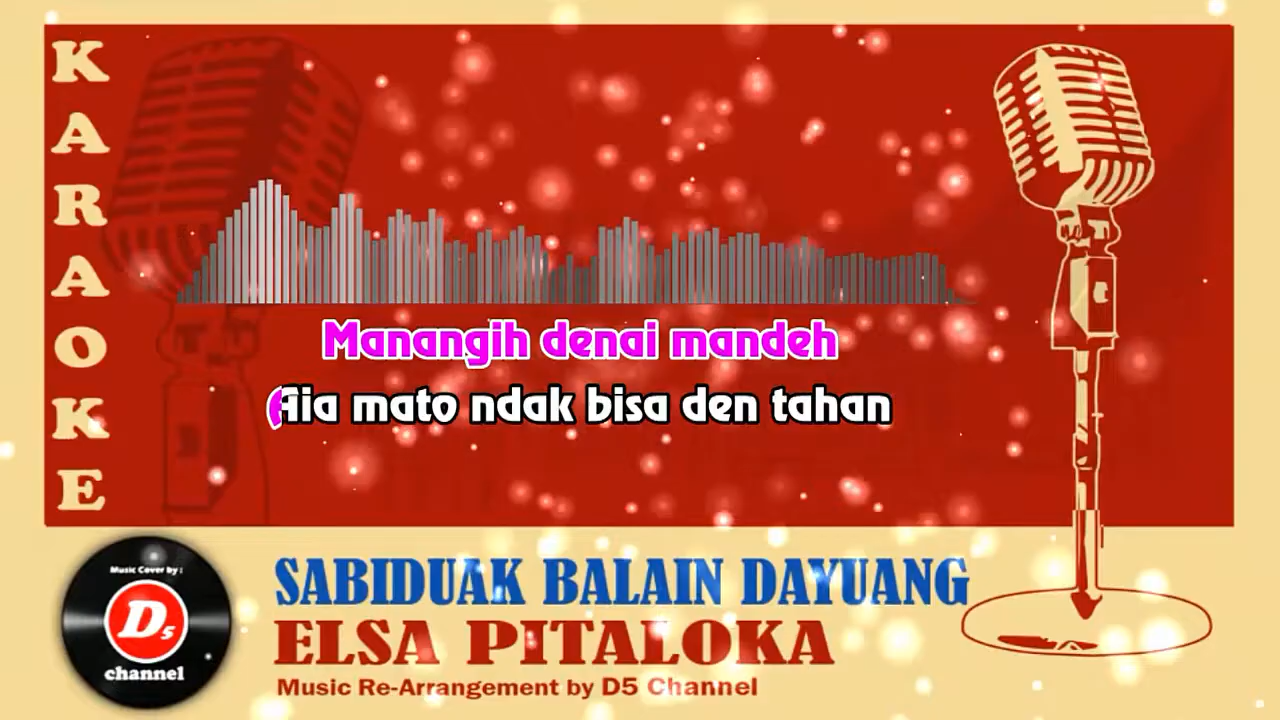 KARAOKE
Manangih denai mandeh
Aia mato ndak bisa den tahan
Music Cover by :
D5
channel
SABIDUAK BALAIN DAYUANG
ELSA PITALOKA
Music Re-Arrangement by D5 Channel